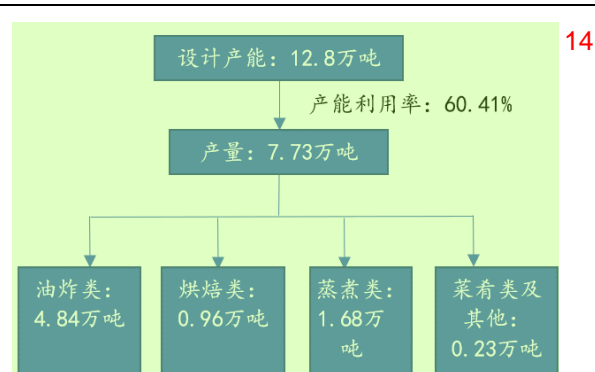 14
设计产能：12.8万吨
产能利用率：60.41%
产量：7.73万吨
油炸类：
4.84万吨
烘焙类：
0.96万吨
蒸煮类：
1.68万
吨
菜肴类及
其他：
0.23万吨